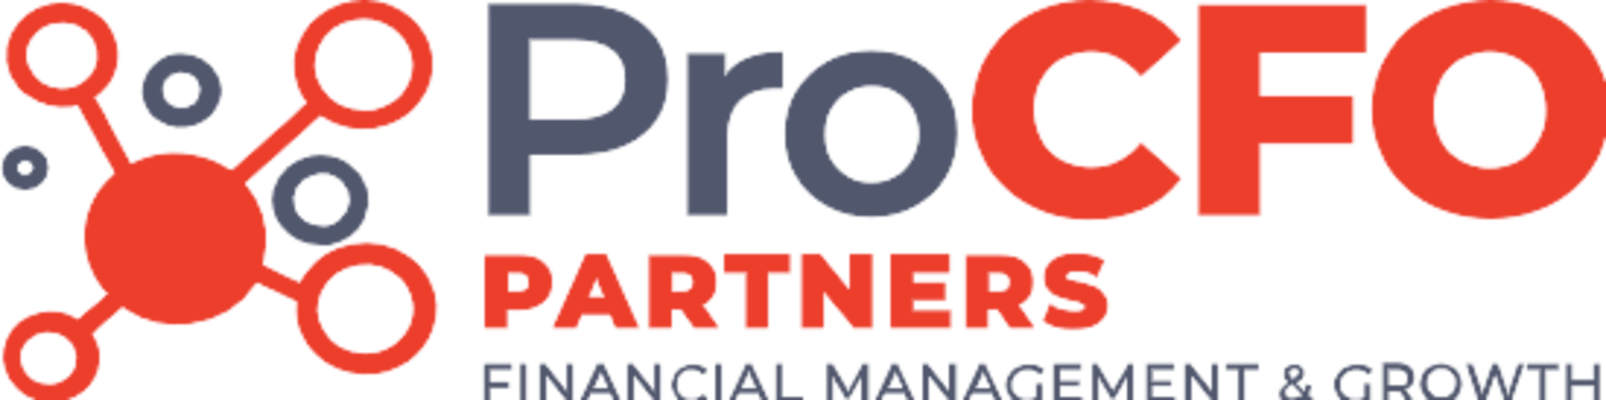 ProCFO
PARTNERS
FINANCIAL MANAGEMENT & GROWTH